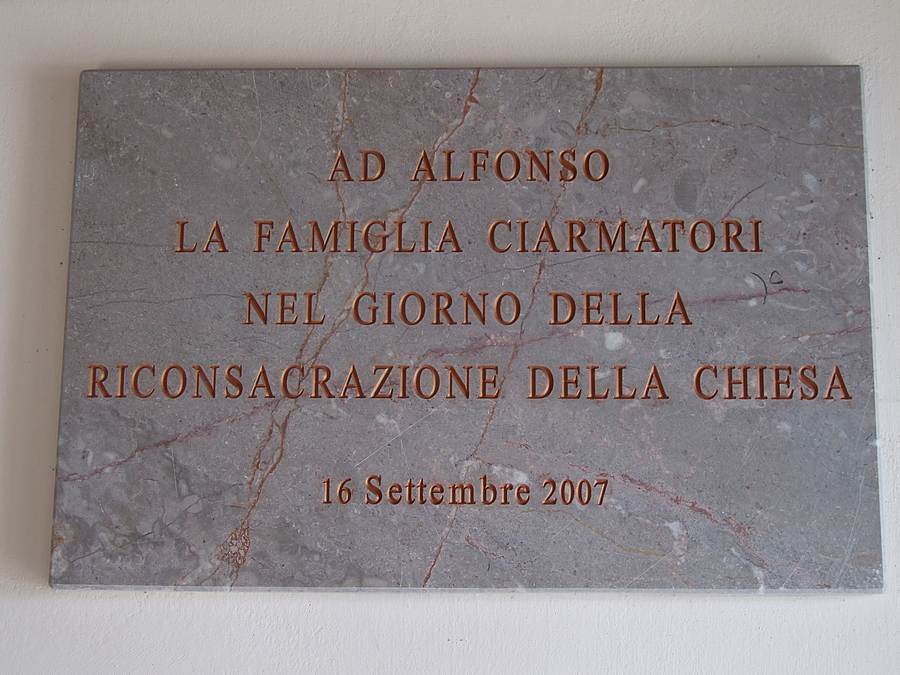 AD ALFONSO
LA FAMIGLIA CIARMATORI
NEL GIORNO DELLA
RICONSACRAZIONE DELLA CHIESA
16 Settembre 2007